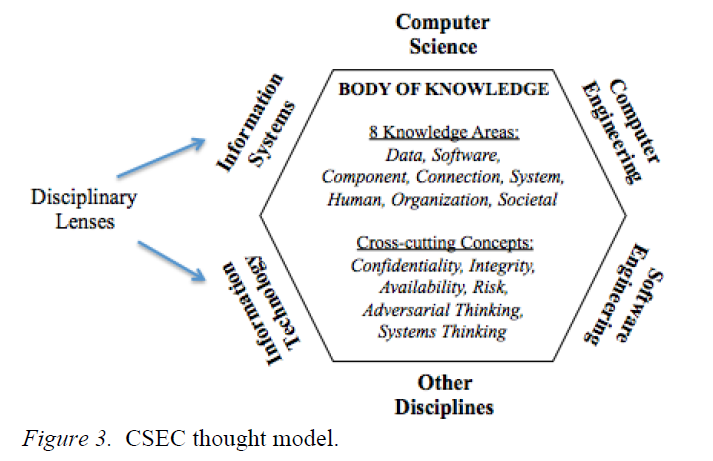 Computer
Science
Information
Systems
BODY OF KNOWLEDGE
8 Knowledge Areas:
Data, Software,
Component, Connection, System,
Human, Organization, Societal
Cross-cutting Concepts:
Confidentiality, Integrity,
Availability, Risk,
Adversarial Thinking,
Systems Thinking
Computer
Engineering
Disciplinary
Lenses
Information
Technology
Software
Engineering
Other
Disciplines
Figure 3. CSEC thought model.